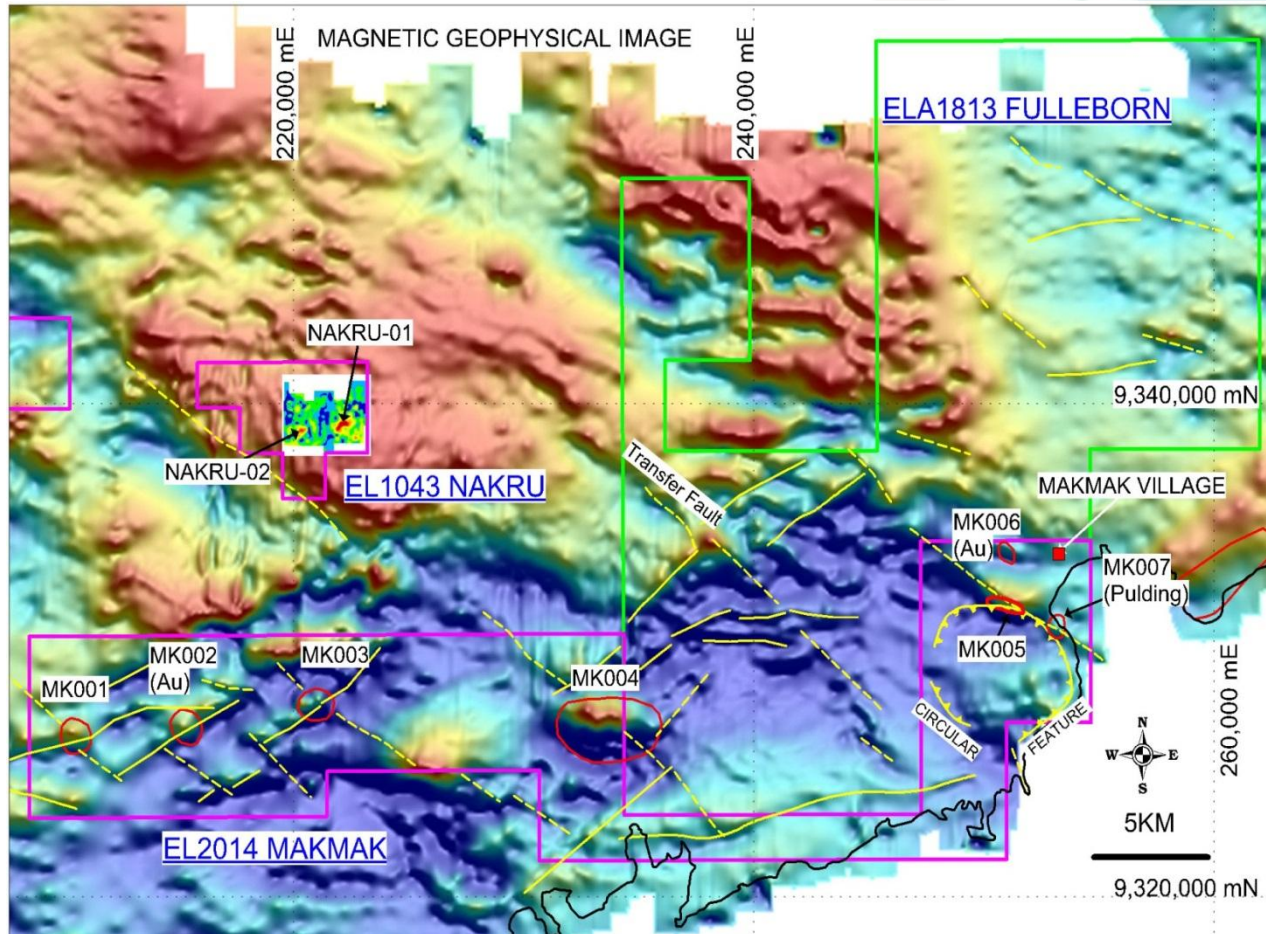 MAGNETIC GEOPHYSICAL IMAGE
220,000 mE
240,000 mE
ELA1813 FULLEBORN
NAKRU-01
9,340,000 mN
NAKRU-02
EL1043 NAKRU
Transfer Fault
MAKMAK VILLAGE
MK006
(Au)
MK007
(Pulding)
MK005
MK002
(Au)
MK003
MK001
MK004
CIRCULAR
FEATURE
260,000 mE
N
W E
S
5KM
EL2014 MAKMAK
9,320,000 mN